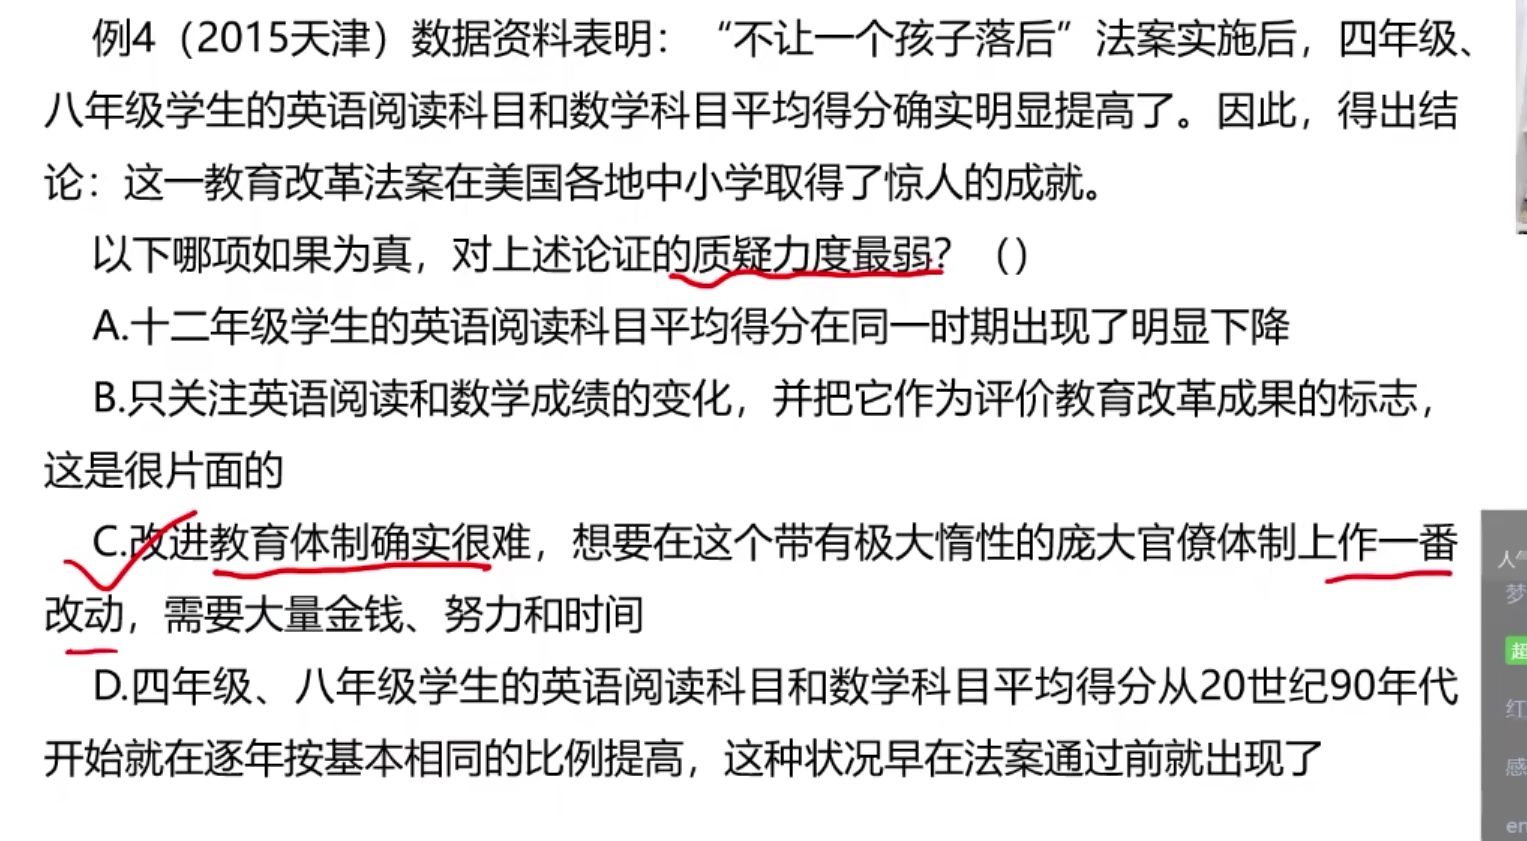 例4（2015天津）数据资料表明：“不让一个孩子落后”法案实施后，四年级、
八年级学生的英语阅读科目和数学科目平均得分确实明显提高了。因此，得出结
论：这一教育改革法案在美国各地中小学取得了惊人的成就。
以下哪项如果为真，对上述论证的质疑力度最弱？（）
A.十二年级学生的英语阅读科目平均得分在同一时期出现了明显下降
B.只关注英语阅读和数学成绩的变化，并把它作为评价教育改革成果的标志，
这是很片面的
C.改进教育体制确实很难，想要在这个带有极大惰性的庞大官僚体制上作一番
改动，需要大量金钱、努力和时间
D.四年级、八年级学生的英语阅读科目和数学科目平均得分从20世纪90年代
开始就在逐年按基本相同的比例提高，这种状况早在法案通过前就出现了
人
梦
超
红
感
en